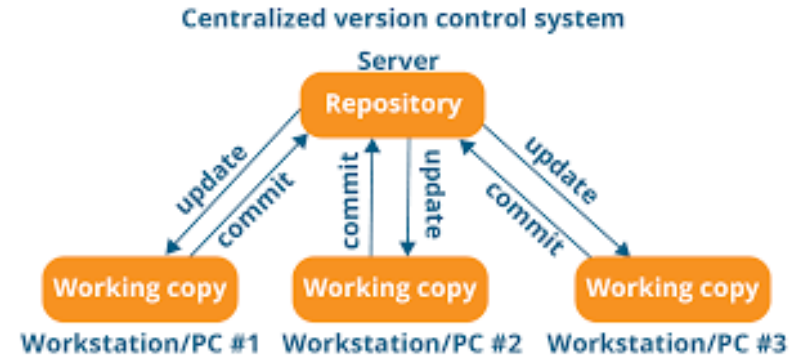 Centralized version control system
Server
Repository
update
commit
commit
update
update
commit
Working copy
Working copy
Working copy
Workstation/PC #1
Workstation/PC #2
Workstation/PC #3